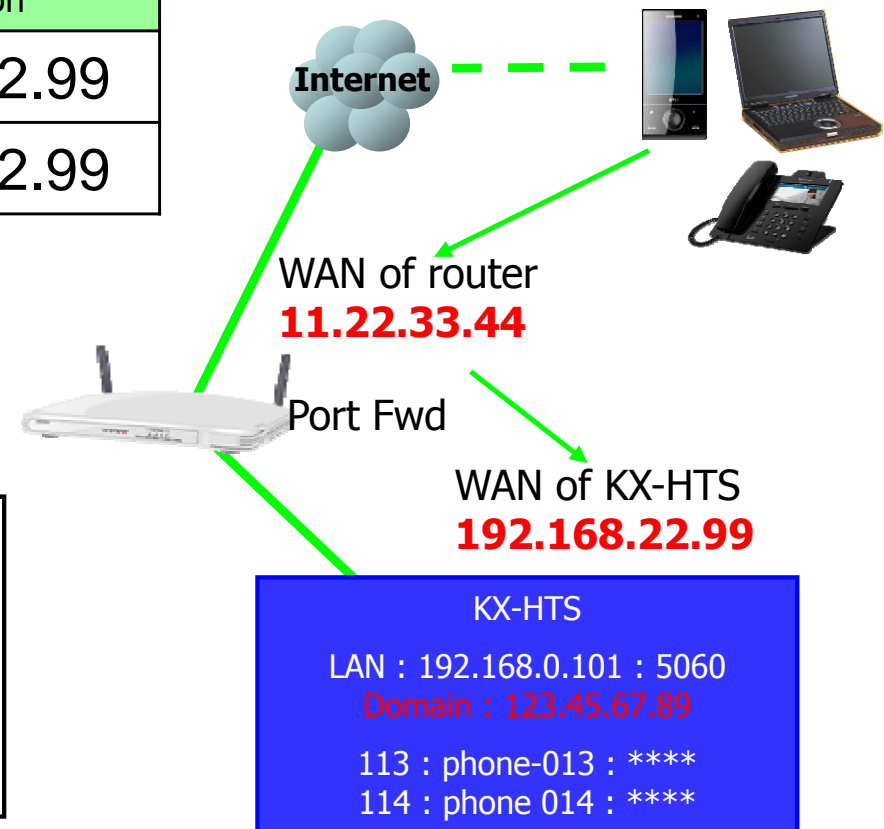 2.99
2.99
Internet
WAN of router
11.22.33.44
Port Fwd
WAN of KX-HTS
192.168.22.99
KX-HTS
LAN : 192.168.0.101 : 5060
Domain : 123.45.67.89
113 : phone-013 : ****
114 : phone 014 : ****